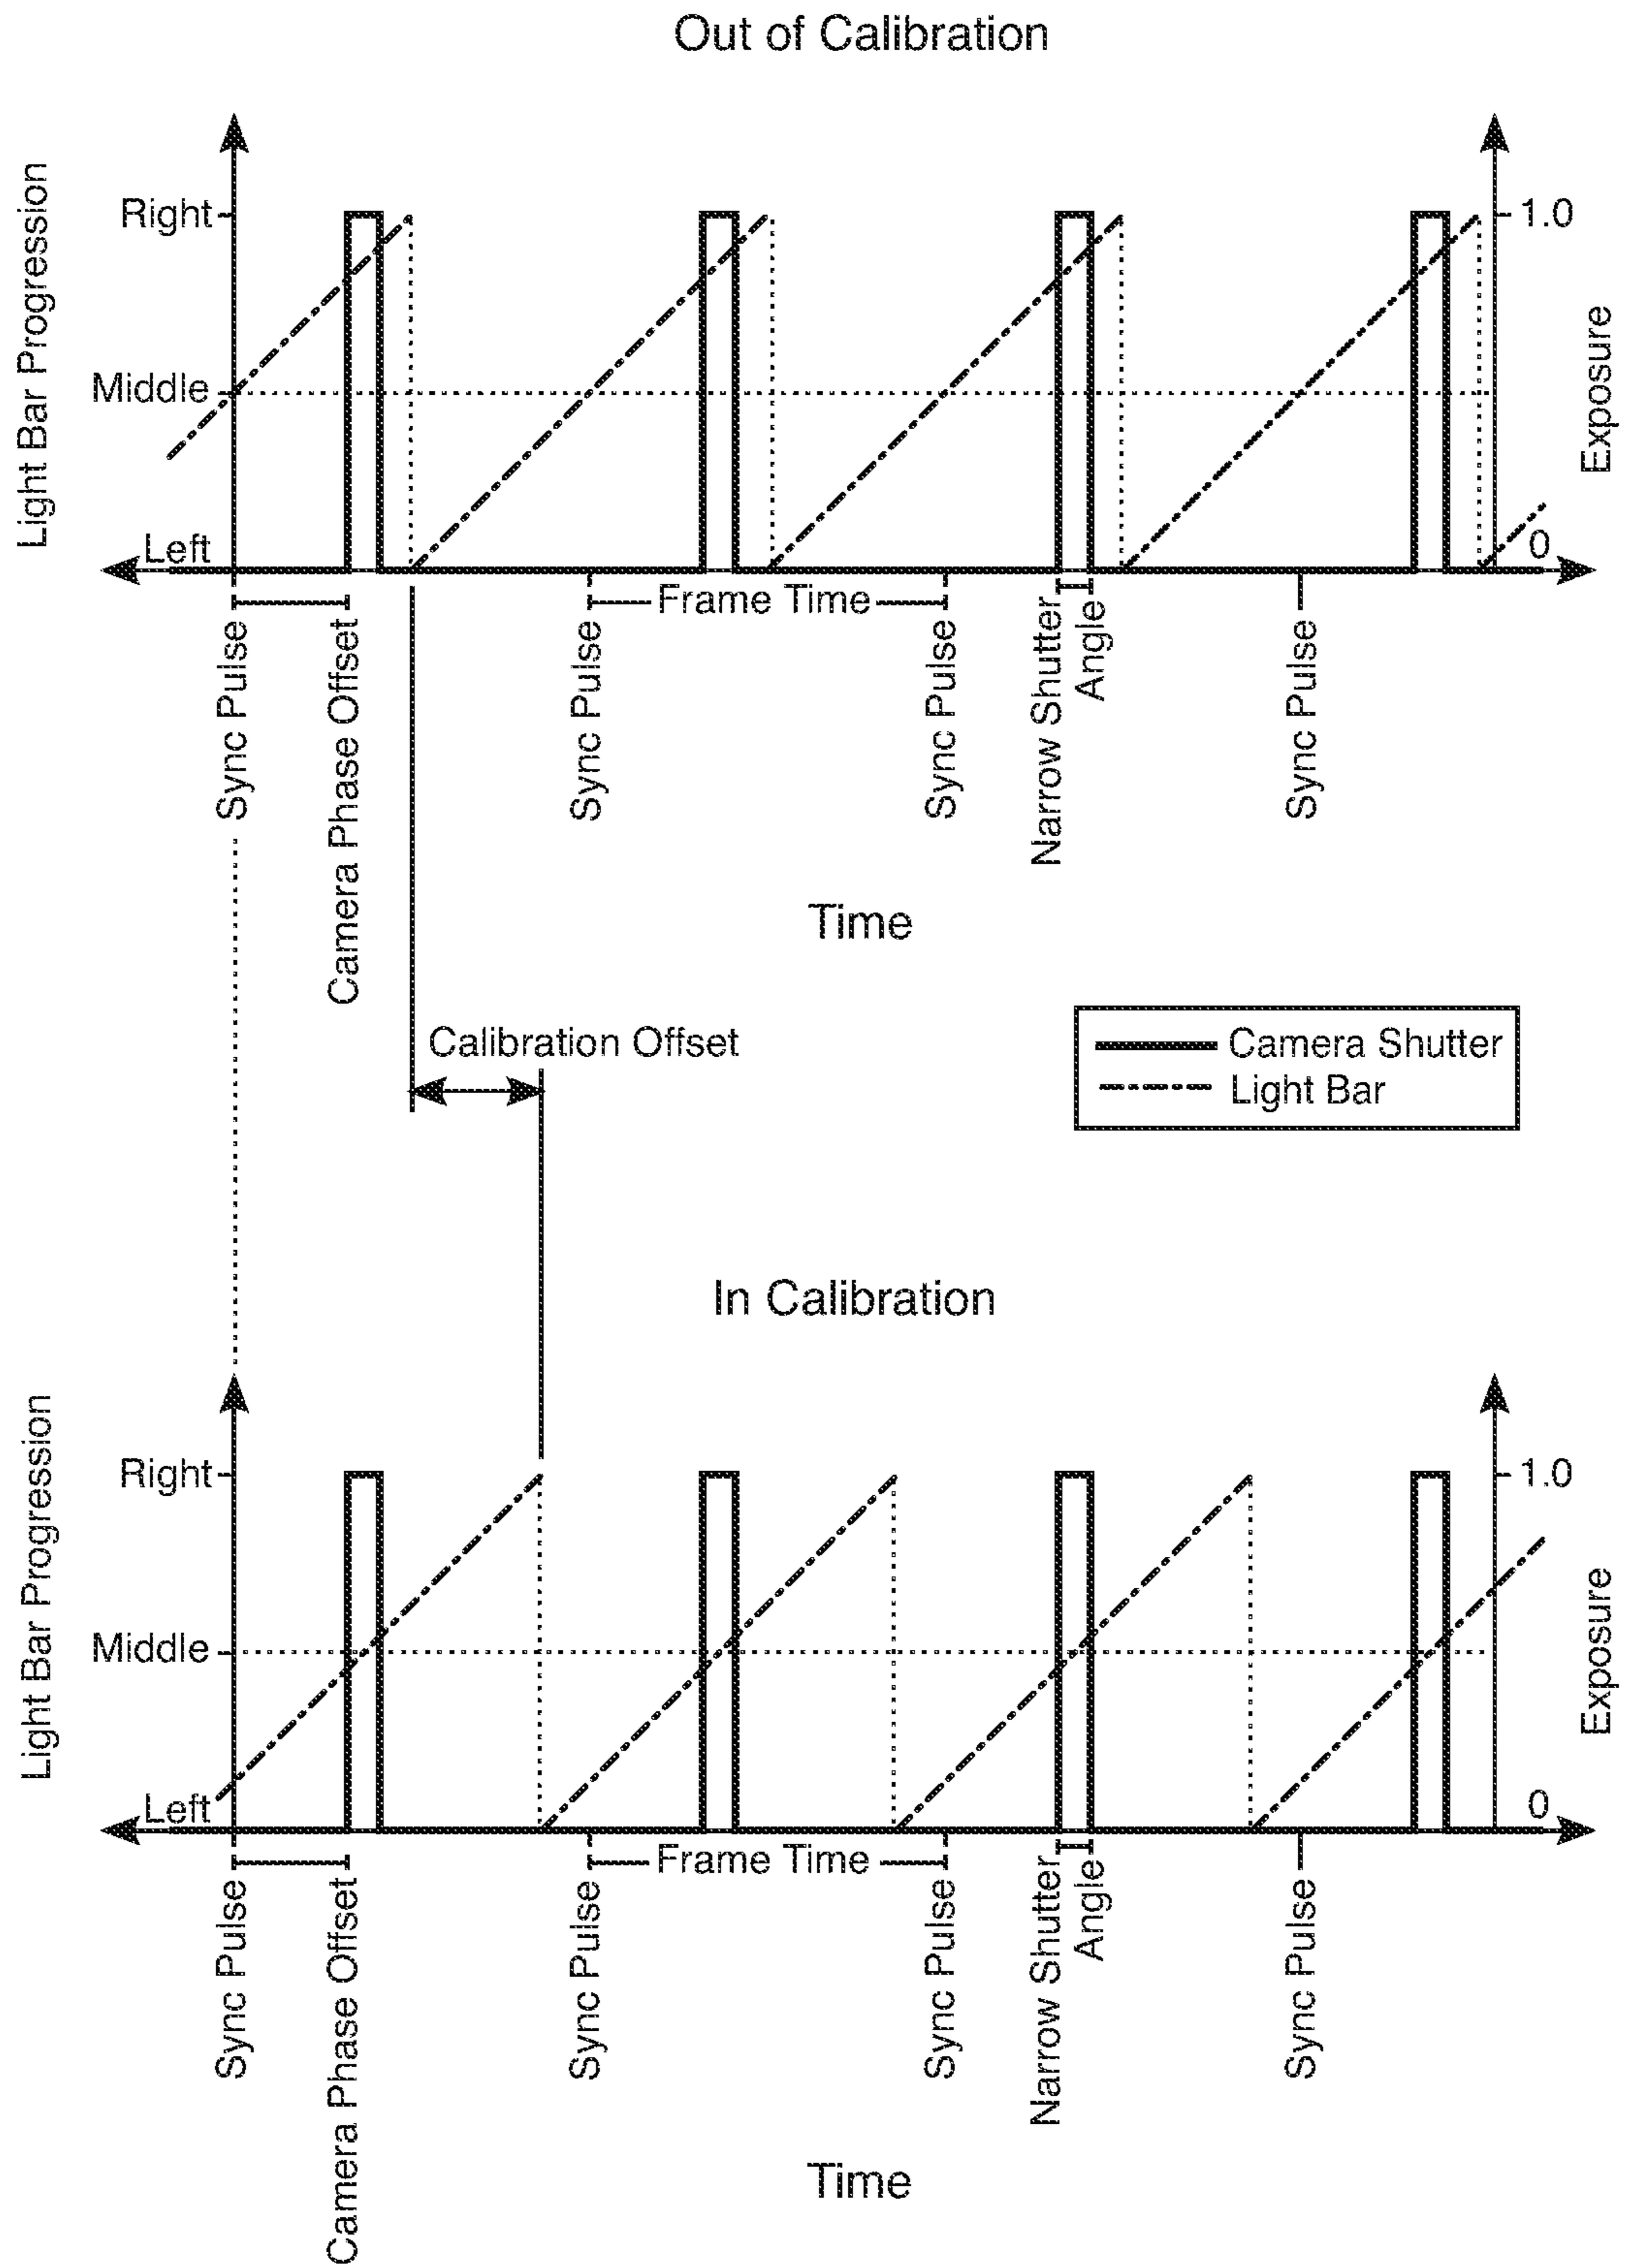 Out of Calibration
Light Bar Progression
Right
Middle
Left
1.0
Exposure
0
Frame Time
Sync Pulse
Camera Phase Offset
Sync Pulse
Sync Pulse
Narrow Shutter
Angle
Sync Pulse
Time
Calibration Offset
Camera Shutter
Light Bar
In Calibration
Light Bar Progression
Right
Middle
Left
1.0
Exposure
0
Frame Time
Sync Pulse
Camera Phase Offset
Sync Pulse
Sync Pulse
Narrow Shutter
Angle
Sync Pulse
Time